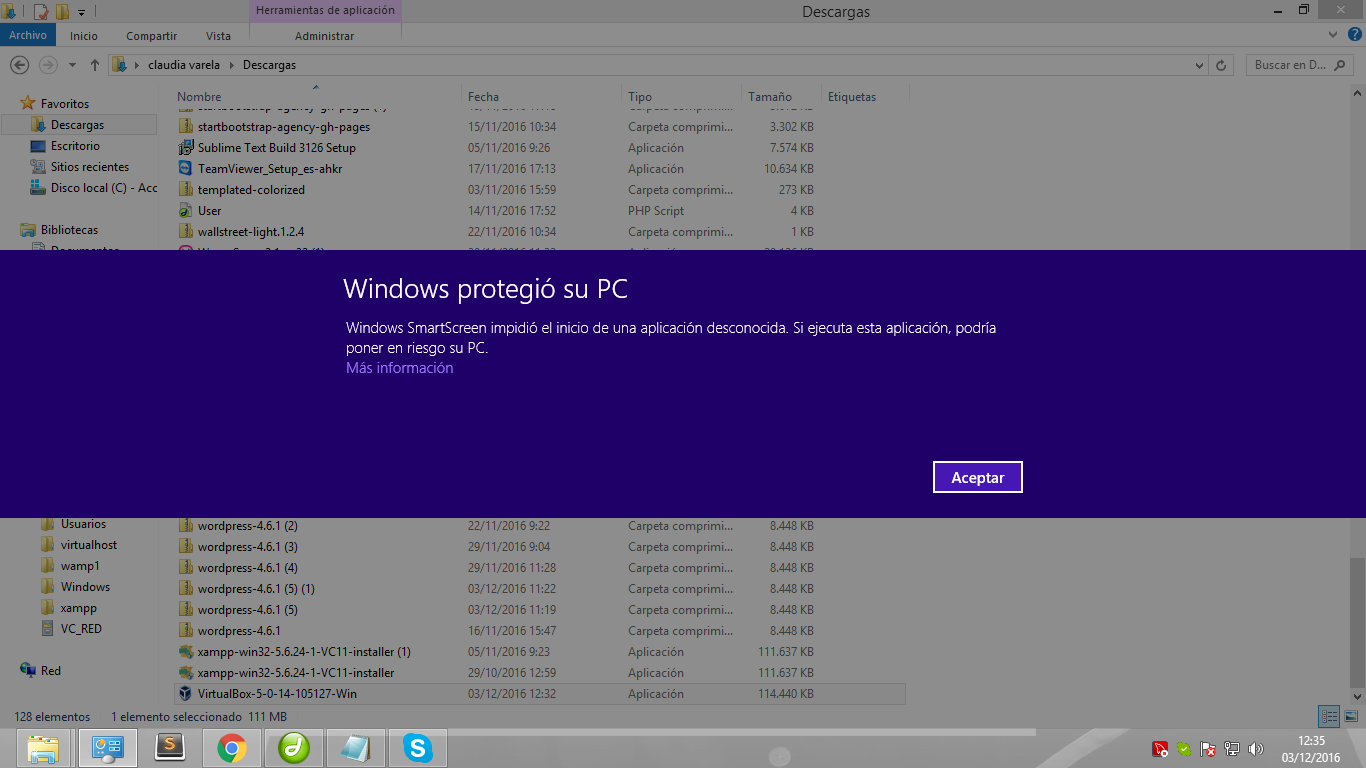 Herramientas de aplicación
Descargas
Archivo
Inicio
Compartir
Vista
Administrar
claudia varela
Descargas
Buscar en D...
Nombre
Fecha
Tipo
Tamaño
Etiquetas
Favoritos
Descargas
Escritorio
Sitios recientes
Disco local (C) - Acc
Bibliotecas
startbootstrap-agency-gh-pages 15/11/2016 10:34 Carpeta comprimi... 3.302 KB
Sublime Text Build 3126 Setup 05/11/2016 9:26 Aplicación 7.574 KB
TeamViewer_Setup_es-ahkr 17/11/2016 17:13 Aplicación 10.634 KB
templated-colorized 03/11/2016 15:59 Carpeta comprimi... 273 KB
User 14/11/2016 17:52 PHP Script 4 KB
wallstreet-light.1.2.4 22/11/2016 10:34 Carpeta comprimi... 1 KB
Windows protegió su PC
Windows SmartScreen impidió el inicio de una aplicación desconocida. Si ejecuta esta aplicación, podría
poner en riesgo su PC.
Más información
Aceptar
Usuarios
virtualhost
wamp1
Windows
xampp
VC_RED
Red
wordpress-4.6.1 (2) 22/11/2016 9:22 Carpeta comprimi... 8.448 KB
wordpress-4.6.1 (3) 29/11/2016 9:04 Carpeta comprimi... 8.448 KB
wordpress-4.6.1 (4) 29/11/2016 11:28 Carpeta comprimi... 8.448 KB
wordpress-4.6.1 (5) (1) 03/12/2016 11:22 Carpeta comprimi... 8.448 KB
wordpress-4.6.1 (5) 03/12/2016 11:19 Carpeta comprimi... 8.448 KB
wordpress-4.6.1 16/11/2016 15:47 Carpeta comprimi... 8.448 KB
xampp-win32-5.6.24-1-VC11-installer (1) 05/11/2016 9:23 Aplicación 111.637 KB
xampp-win32-5.6.24-1-VC11-installer 29/10/2016 12:59 Aplicación 111.637 KB
VirtualBox-5-0-14-105127-Win 03/12/2016 12:32 Aplicación 114.440 KB
128 elementos
1 elemento seleccionado 111 MB
12:35
03/12/2016